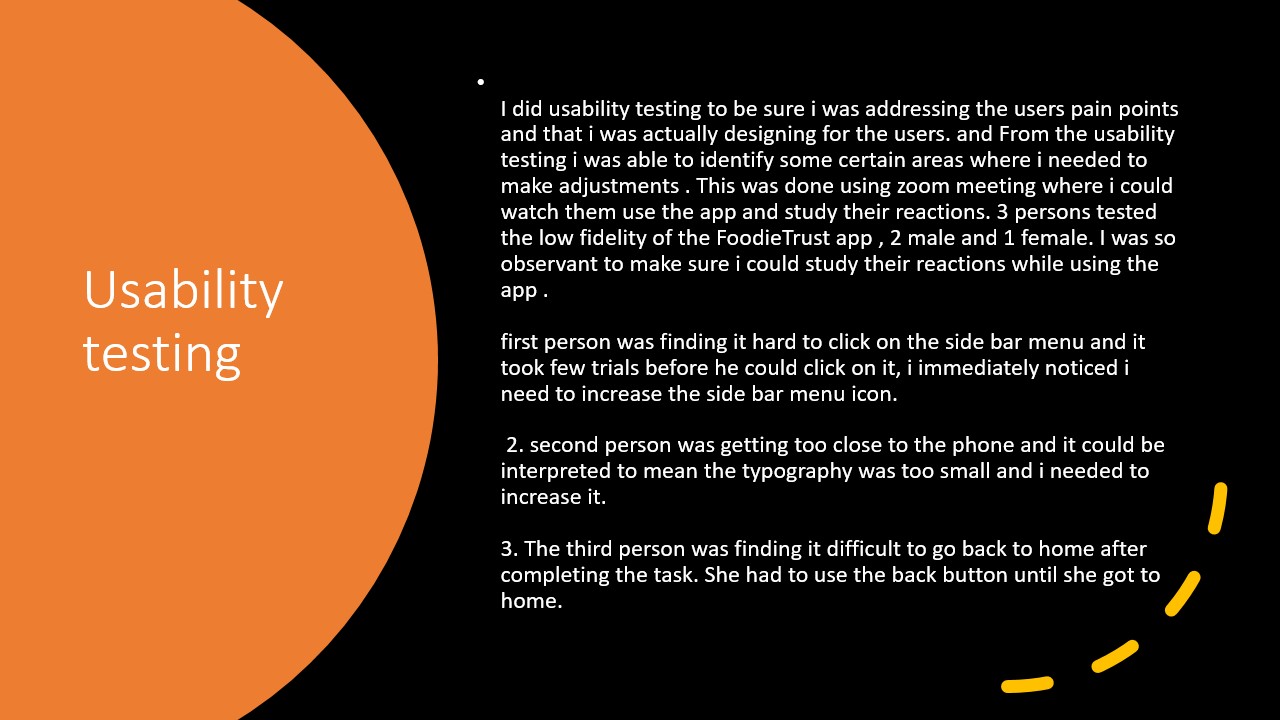 Usability
testing
•
I did usability testing to be sure i was addressing the users pain points
and that i was actually designing for the users. and From the usability
testing i was able to identify some certain areas where i needed to
make adjustments . This was done using zoom meeting where i could
watch them use the app and study their reactions. 3 persons tested
the low fidelity of the FoodieTrust app , 2 male and 1 female. I was so
observant to make sure i could study their reactions while using the
app .
first person was finding it hard to click on the side bar menu and it
took few trials before he could click on it, i immediately noticed i
need to increase the side bar menu icon.
2. second person was getting too close to the phone and it could be
interpreted to mean the typography was too small and i needed to
increase it.
3. The third person was finding it difficult to go back to home after
completing the task. She had to use the back button until she got to
home.